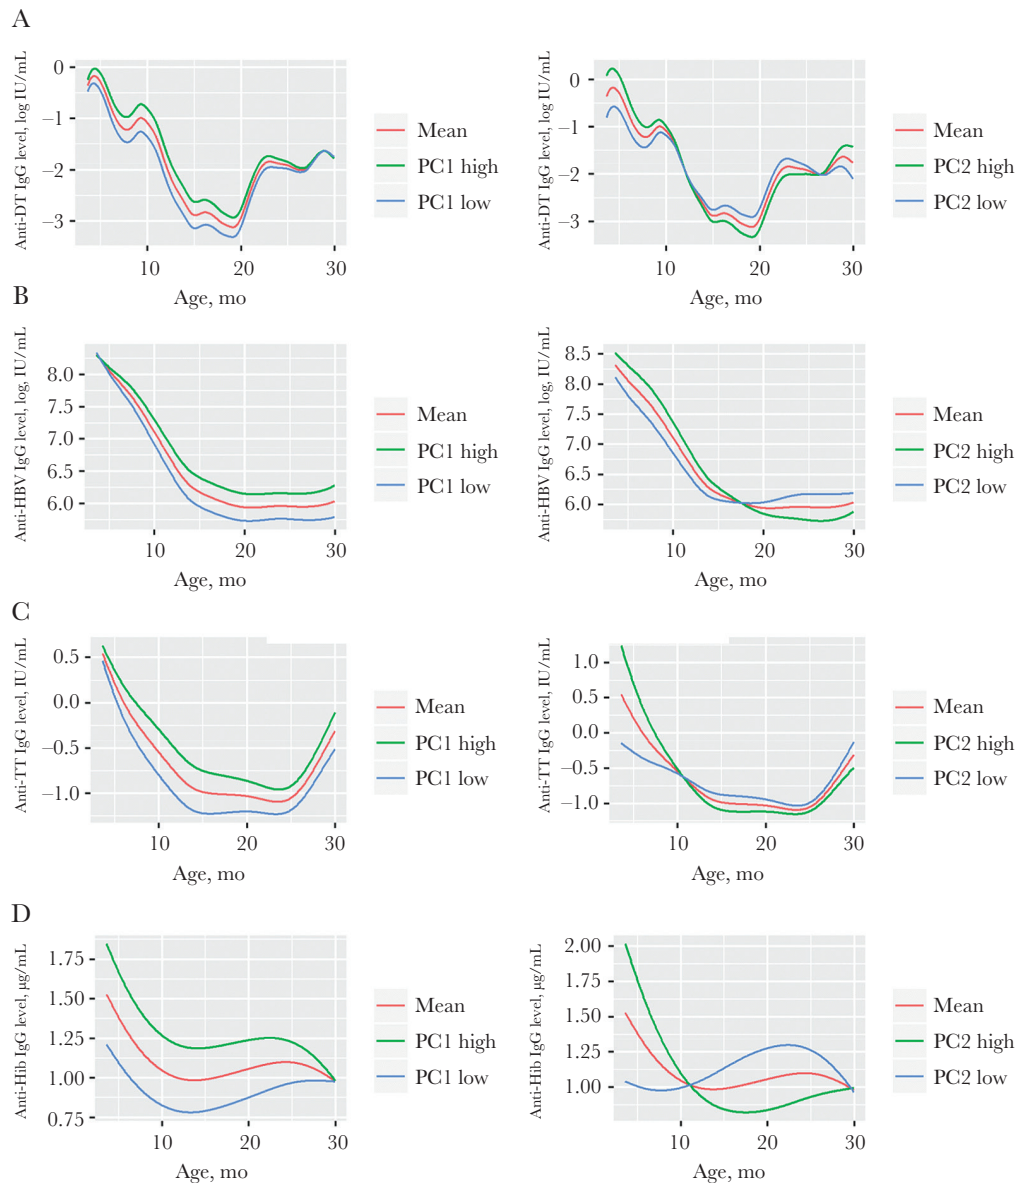 A
Anti-DT IgG level, log IU/mL
0
−1
−2
−3
10 20 30
Age, mo
Mean
PC1 high
PC1 low
Anti-DT IgG level, log IU/mL
0
−1
−2
−3
10 20 30
Age, mo
Mean
PC2 high
PC2 low
B
Anti-HBV IgG level, log, IU/mL
8.0
7.5
7.0
6.5
6.0
10 20 30
Age, mo
Mean
PC1 high
PC1 low
Anti-HBV IgG level, log, IU/mL
8.5
8.0
7.5
7.0
6.5
6.0
10 20 30
Age, mo
Mean
PC2 high
PC2 low
C
Anti-TT IgG level, IU/mL
0.5
0.0
−0.5
−1.0
10 20 30
Age, mo
Mean
PC1 high
PC1 low
Anti-TT IgG level, IU/mL
1.0
0.5
0.0
−0.5
−1.0
10 20 30
Age, mo
Mean
PC2 high
PC2 low
D
Anti-Hib IgG level, μg/mL
1.75
1.50
1.25
1.00
0.75
10 20 30
Age, mo
Mean
PC1 high
PC1 low
Anti-Hib IgG level, μg/mL
2.00
1.75
1.50
1.25
1.00
10 20 30
Age, mo
Mean
PC2 high
PC2 low